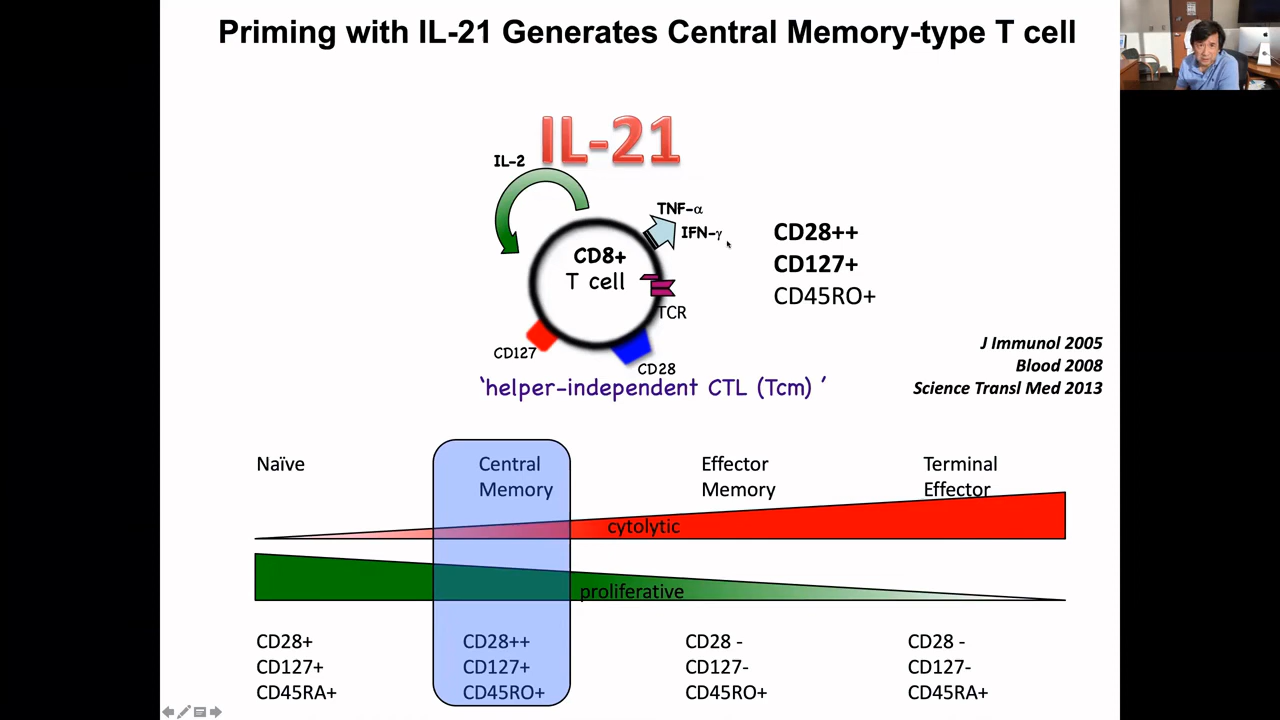 Priming with IL-21 Generates Central Memory-type T cell
IL-21
IL-2
TNF-α
IFN-γ
CD8+
T cell
TCR
CD127
CD28
'helper-independent CTL (Tcm) '
CD28++
CD127+
CD45RO+
J Immunol 2005
Blood 2008
Science Transl Med 2013
Naïve
Central
Memory
Effector
Memory
Terminal
Effector
cytolytic
proliferative
CD28+
CD127+
CD45RA+
CD28++
CD127+
CD45RO+
CD28 -
CD127-
CD45RO+
CD28 -
CD127-
CD45RA+